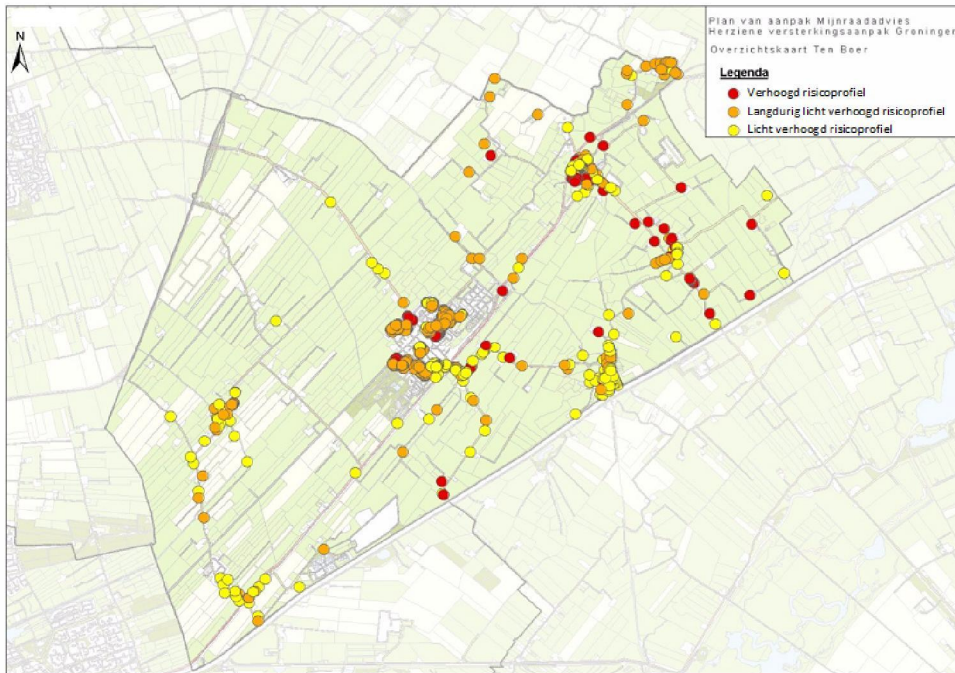 Plan van aanpak Mijnraadadvies
Herziene versterkingsaanpak Groningen
Overzichtskaart Ten Boer
N
Legenda
Verhoogd risicoprofiel
Langdurig licht verhoogd risicoprofiel
Licht verhoogd risicoprofiel